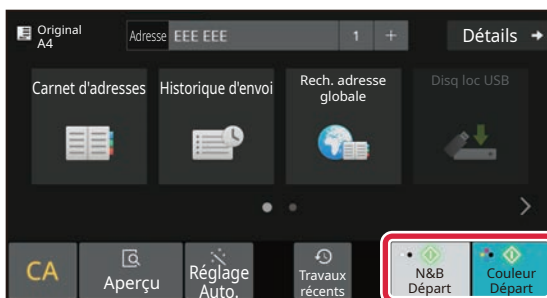 Original
A4
Adresse EEE EEE 1 +
Détails
Carnet d'adresses
Historique d'envoi
Rech. adresse
globale
Disq loc USB
CA
Aperçu
Réglage
Auto.
Travaux
récents
N&B
Départ
Couleur
Départ